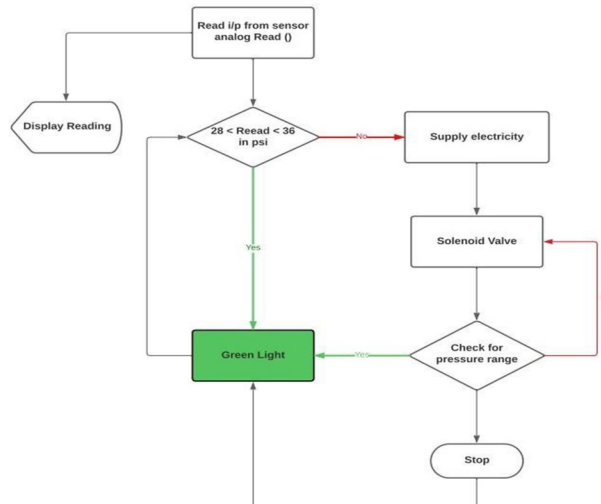 Read i/p from sensor
analog Read ()
Display Reading
28 < Reead < 36
in psi
No
Supply electricity
Yes
Solenoid Valve
Green Light
Yes
Check for
pressure range
Stop